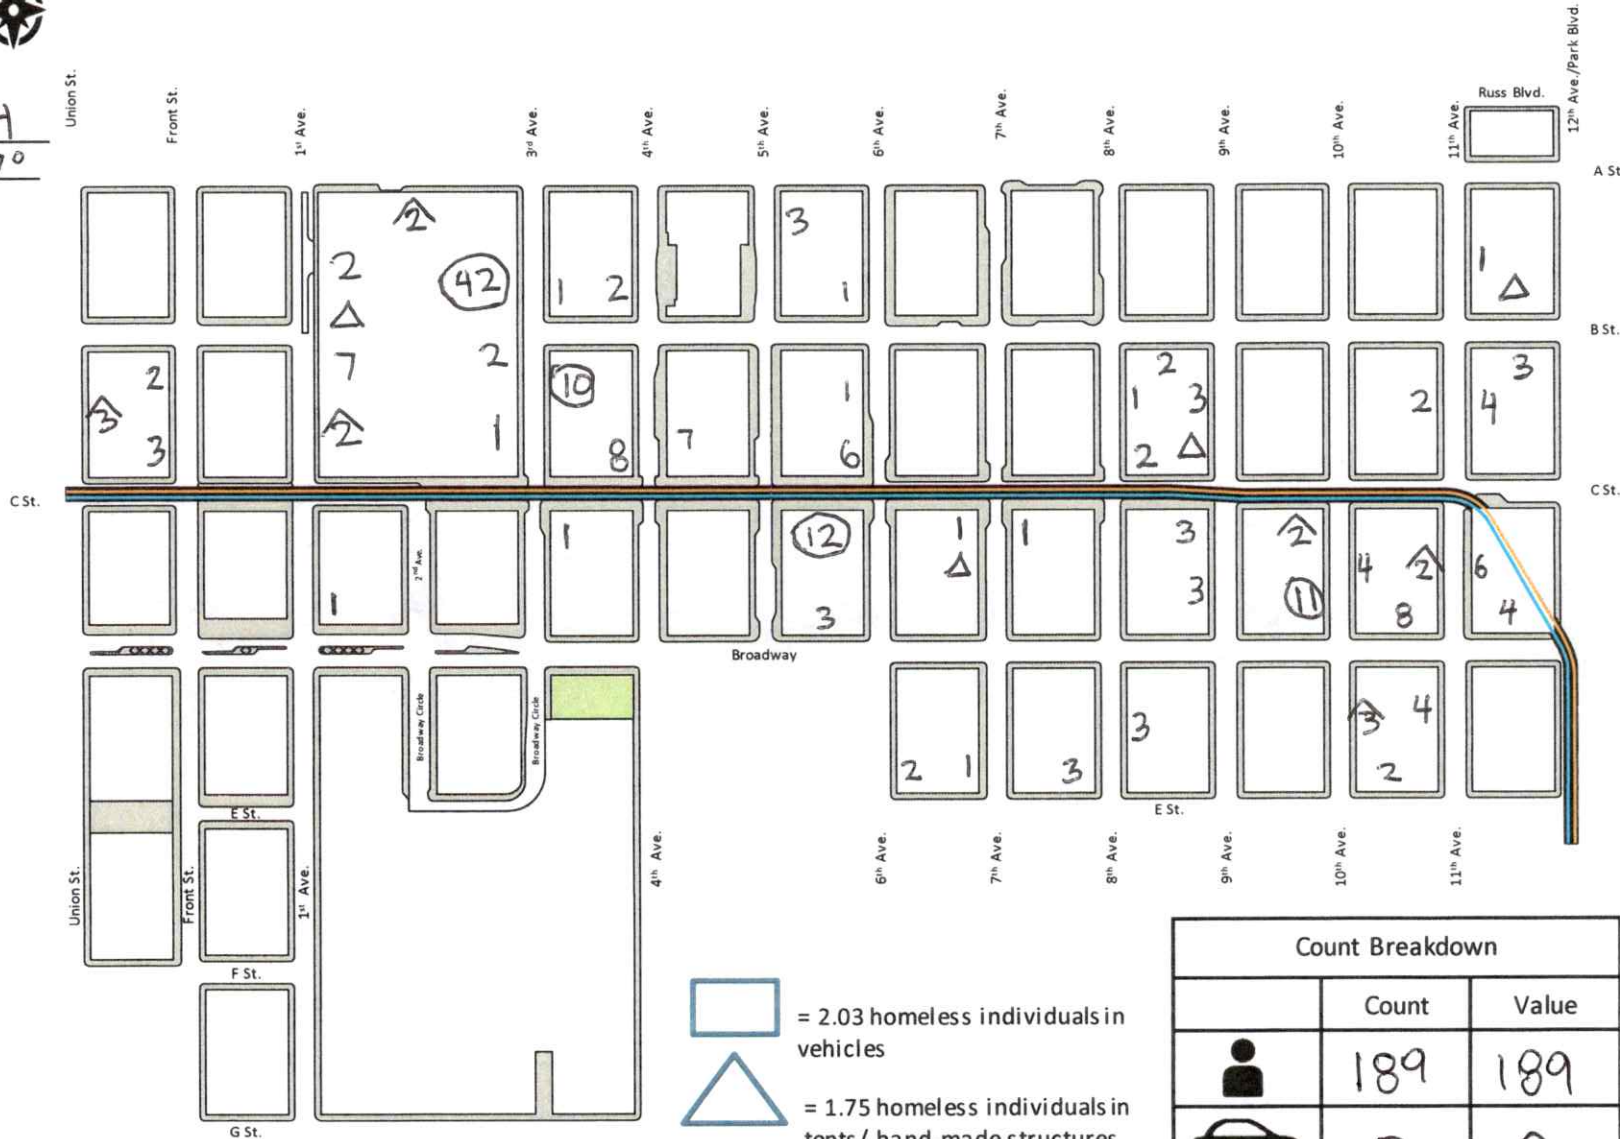 Union St.
Front St.
1st Ave.
3rd Ave.
4th Ave.
5th Ave.
6th Ave.
7th Ave.
8th Ave.
9th Ave.
10th Ave.
11th Ave.
12th Ave./Park Blvd.
Russ Blvd.
A St
2
3
1
2
42
1 2
1
B St.
7
2
10
2
3
3
2
1
8
7
1
6
2
1 3
2
2
3
4
C St.
C St.
1
2nd Ave.
1
12
3
1
1
3
3
2
11
4 2
8
6
4
Broadway
Broadway Circle
Broadway Circle
2 1
3
3
3 4
2
E St.
E St.
Union St.
Front St.
1st Ave.
4th Ave.
6th Ave.
7th Ave.
8th Ave.
9th Ave.
10th Ave.
11th Ave.
F St.
G St.
= 2.03 homeless individuals in
vehicles
= 1.75 homeless individuals in
Count Breakdown
Count Value
189 189